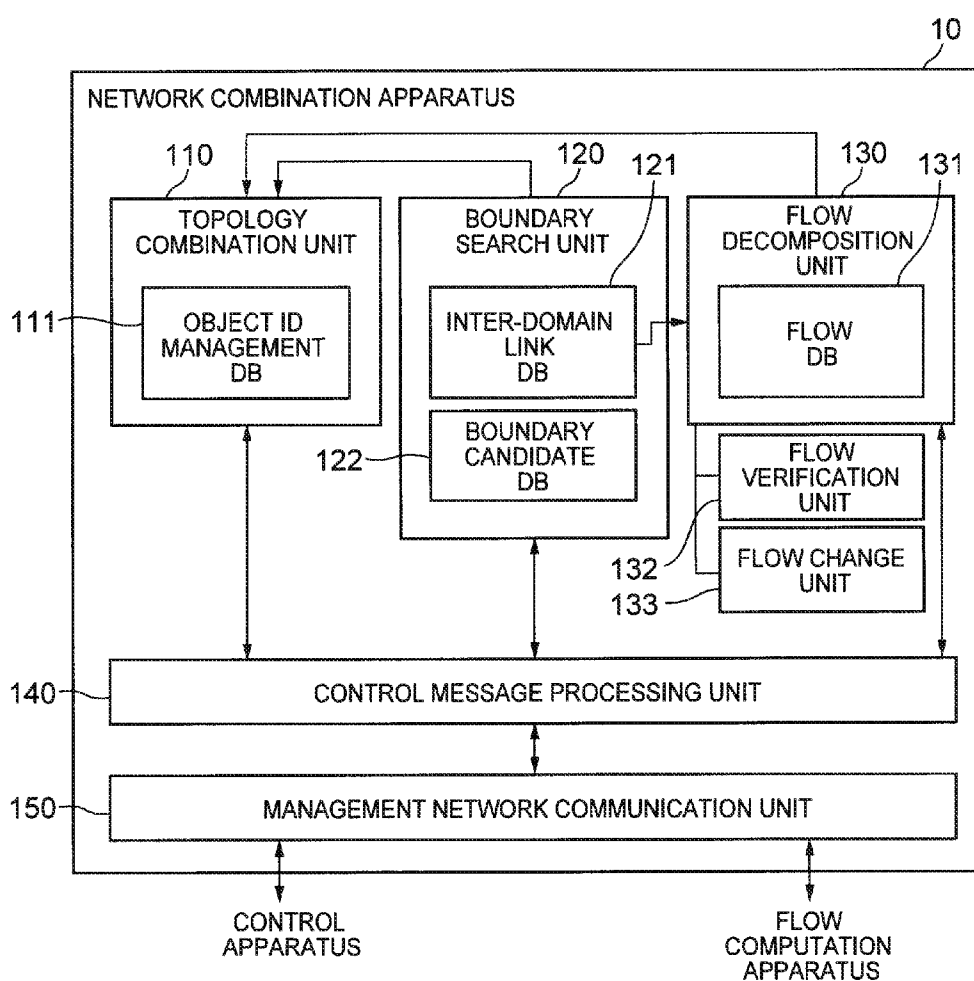 10
NETWORK COMBINATION APPARATUS
110
120
121
130
131
TOPOLOGY
COMBINATION UNIT
BOUNDARY
SEARCH UNIT
FLOW
DECOMPOSITION
UNIT
111
OBJECT ID
MANAGEMENT
DB
INTER-DOMAIN
LINK
DB
FLOW
DB
122
BOUNDARY
CANDIDATE
DB
FLOW
VERIFICATION
UNIT
132
FLOW CHANGE
UNIT
133
140
CONTROL MESSAGE PROCESSING UNIT
150
MANAGEMENT NETWORK COMMUNICATION UNIT
CONTROL
APPARATUS
FLOW
COMPUTATION
APPARATUS